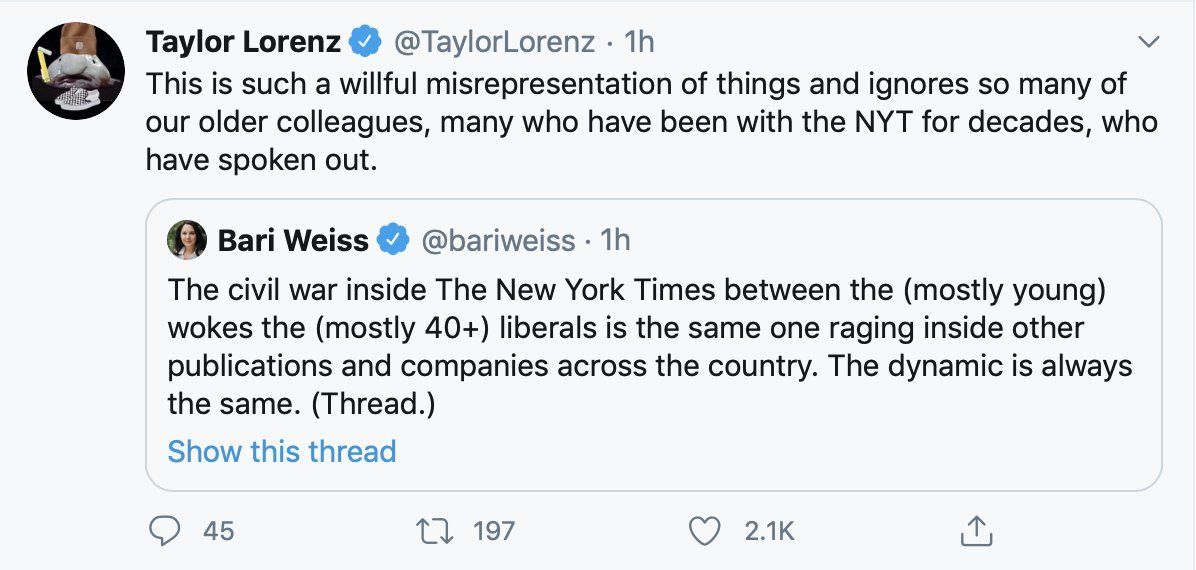 Taylor Lorenz @TaylorLorenz · 1h
This is such a willful misrepresentation of things and ignores so many of
our older colleagues, many who have been with the NYT for decades, who
have spoken out.
Bari Weiss @bariweiss · 1h
The civil war inside The New York Times between the (mostly young)
wokes the (mostly 40+) liberals is the same one raging inside other
publications and companies across the country. The dynamic is always
the same. (Thread.)
Show this thread
45 197 2.1K